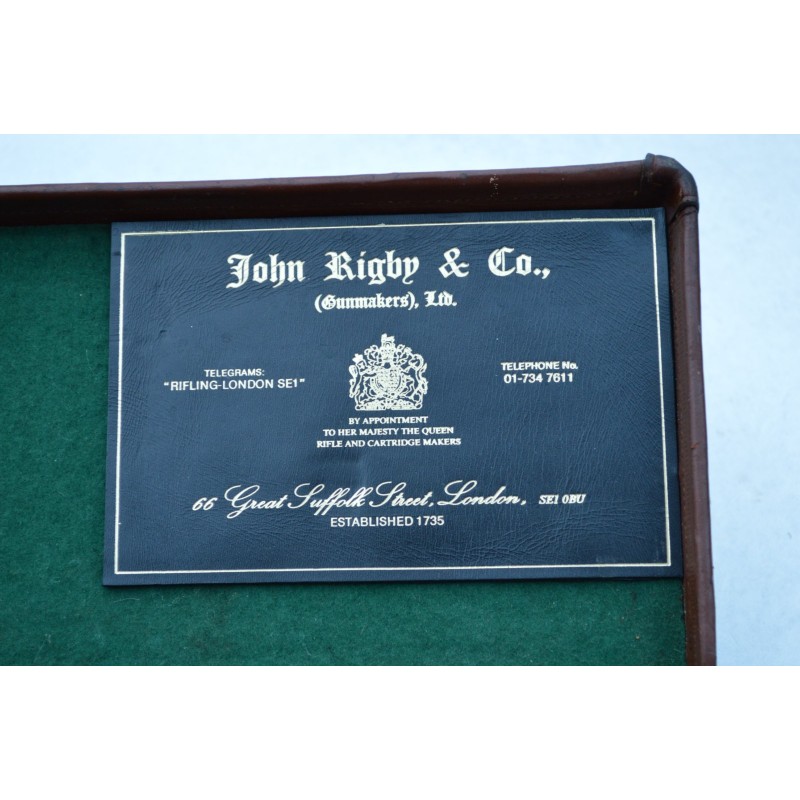 John Rigby & Co.,
(Gunmakers), Ltd.
TELEGRAMS:
"RIFLING-LONDON SE1"
TELEPHONE No.
01-734 7611
BY APPOINTMENT
TO HER MAJESTY THE QUEEN
RIFLE AND CARTRIDGE MAKERS
66 Great Suffolk Street, London, SE1 0BU
ESTABLISHED 1735